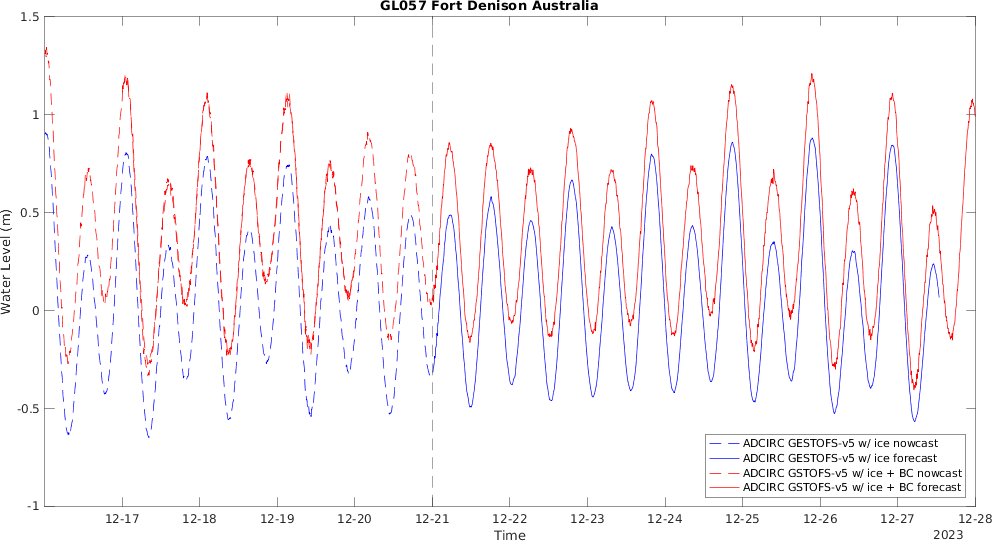 GL057 Fort Denison Australia
1.5
1
0.5
0
-0.5
-1
Water Level (m)
ADCIRC GESTOFS-v5 w/ ice nowcast
ADCIRC GESTOFS-v5 w/ ice forecast
ADCIRC GSTOFS-v5 w/ ice + BC nowcast
ADCIRC GSTOFS-v5 w/ ice + BC forecast
12-17 12-18 12-19 12-20 12-21 12-22 12-23 12-24 12-25 12-26 12-27 12-28
Time
2023